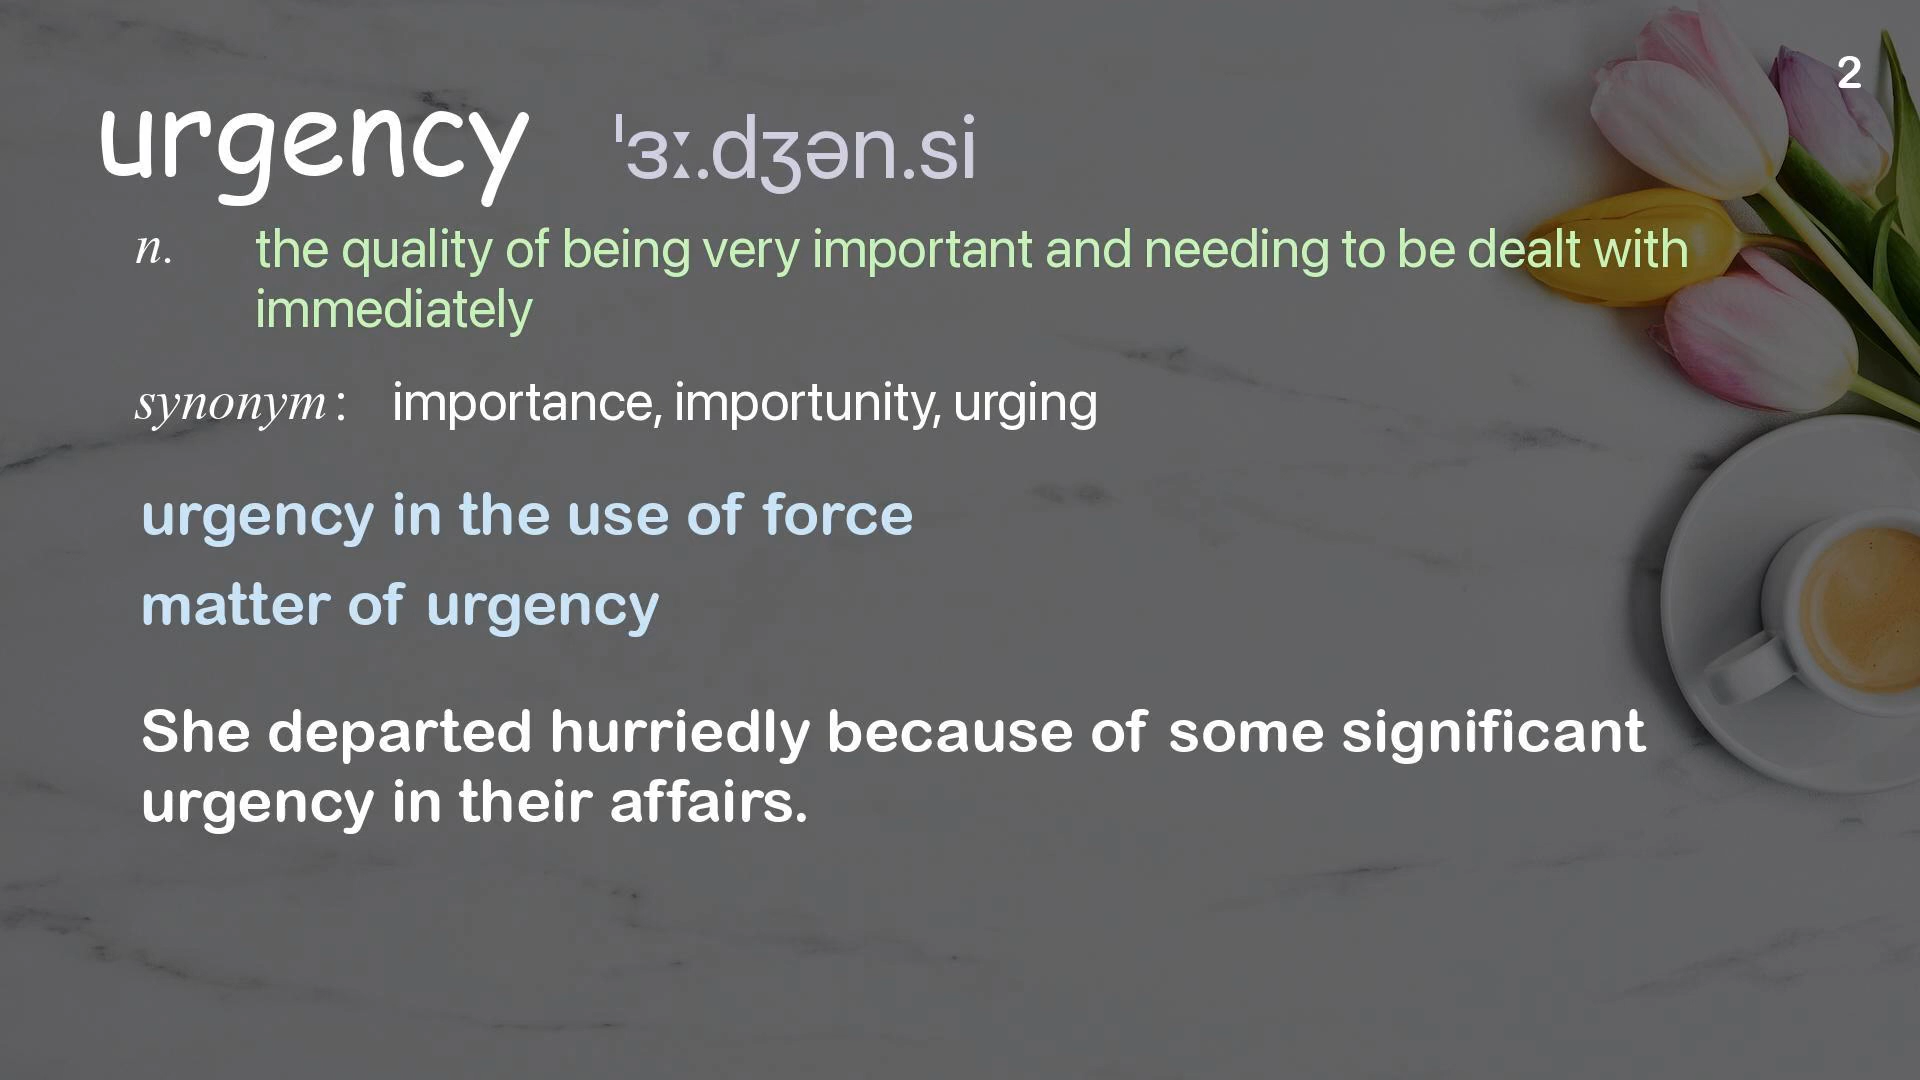 2
urgency ˈɜː.dʒən.si
n. the quality of being very important and needing to be dealt with
immediately
synonym: importance, importunity, urging
urgency in the use of force
matter of urgency
She departed hurriedly because of some significant
urgency in their affairs.